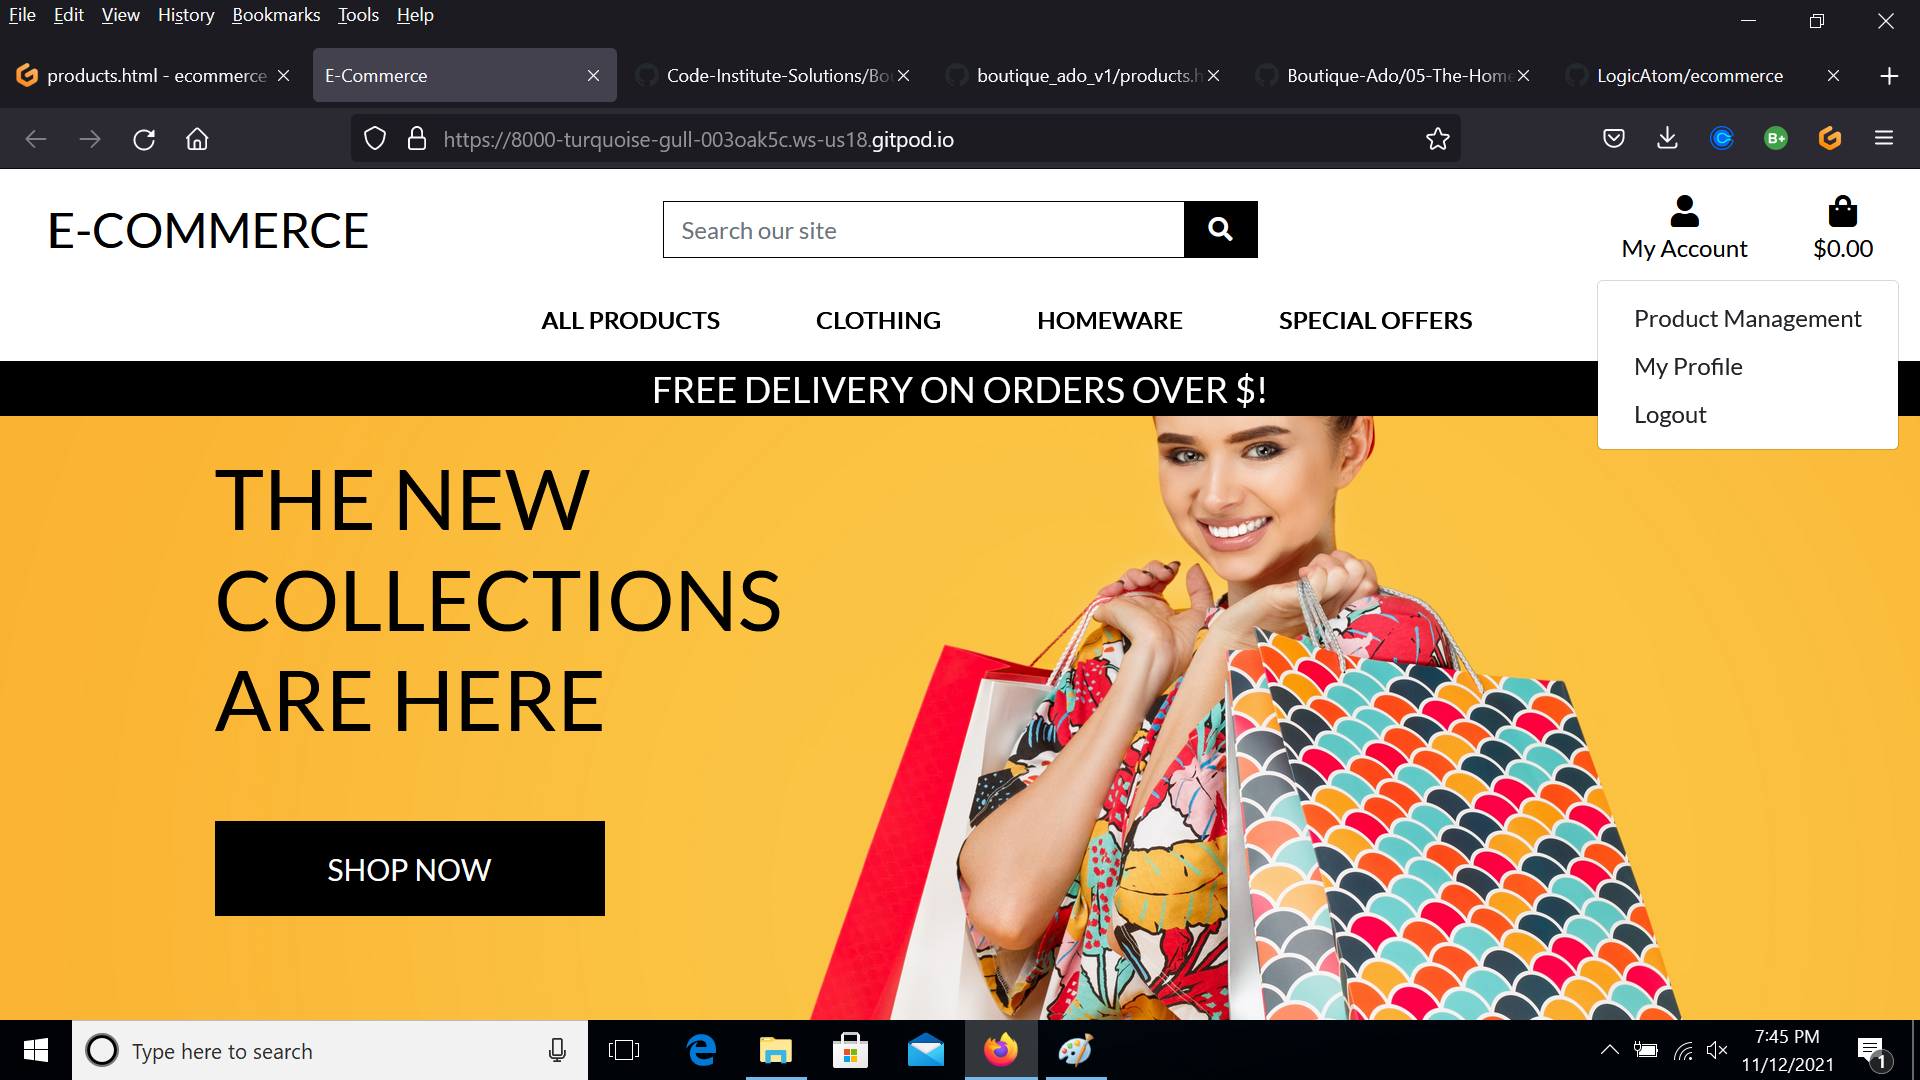 File Edit View History Bookmarks Tools Help
products.html - ecommerce
E-Commerce
Code-Institute-Solutions/Bou
boutique_ado_v1/products.h
Boutique-Ado/05-The-Home
LogicAtom/ecommerce
https://8000-turquoise-gull-003oak5c.ws-us18.gitpod.io
B+
E-COMMERCE
Search our site
My Account
$0.00
ALL PRODUCTS CLOTHING HOMEWARE SPECIAL OFFERS
Product Management
My Profile
Logout
FREE DELIVERY ON ORDERS OVER $!
THE NEW
COLLECTIONS
ARE HERE
SHOP NOW
Type here to search
7:45 PM
11/12/2021
1